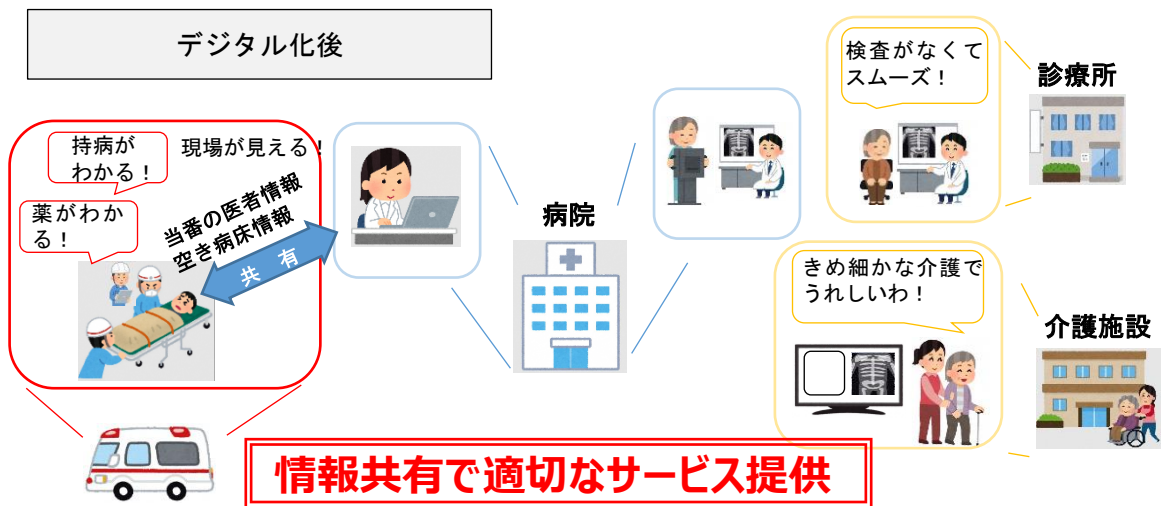 デジタル化後
持病が
わかる！
現場が見える！
薬がわか
る！
当番の医者情報
空き病床情報
共 有
病院
検査がなくて
スムーズ！
診療所
きめ細かな介護で
うれしいわ！
介護施設
情報共有で適切なサービス提供